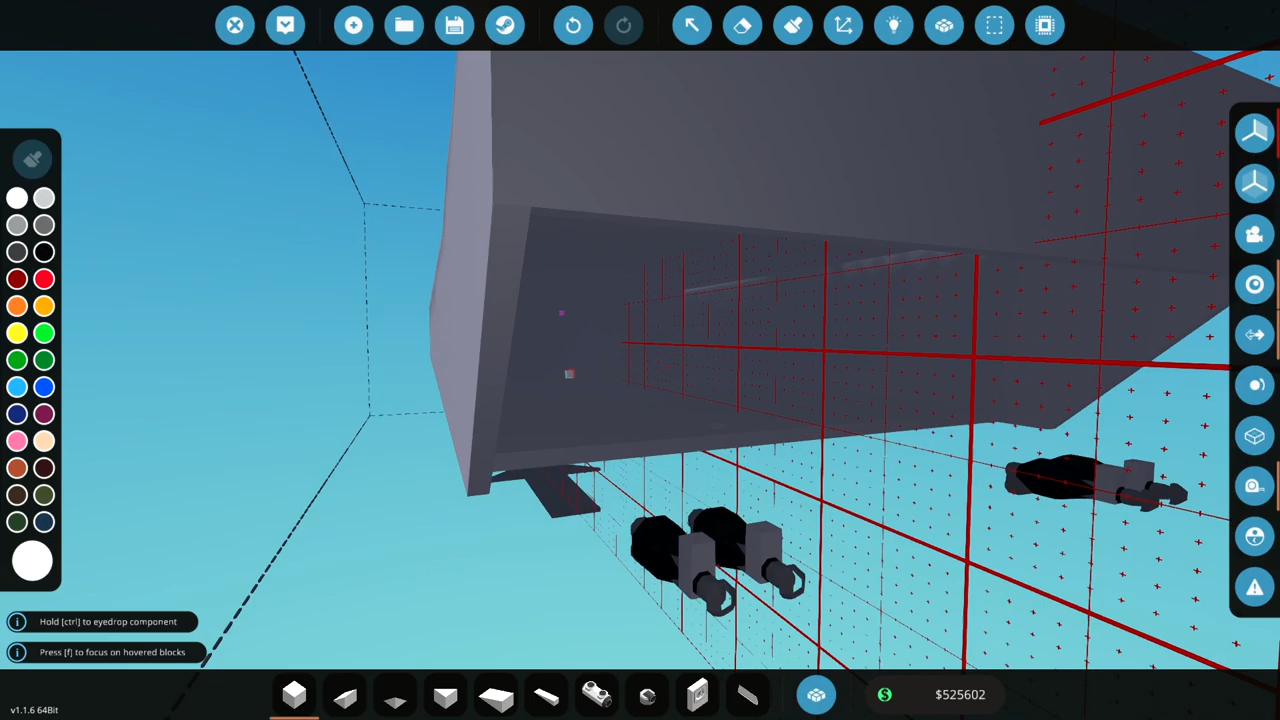 Hold [ctrl] to eyedrop component
Press [f] to focus on hovered blocks
$ $525602
v1.1.6 64Bit